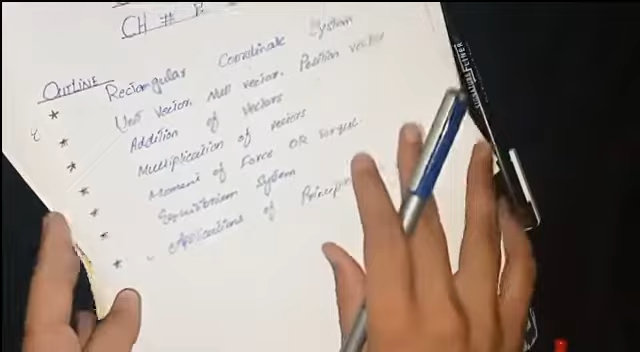 CH #
OUTLINE
Rectangular Coordinate System
Unit Vector, Null vector, Position vector
Addition of Vectors
Multiplication of vectors
Moment of Force OR Torque.
Equilibrium System
Applications of